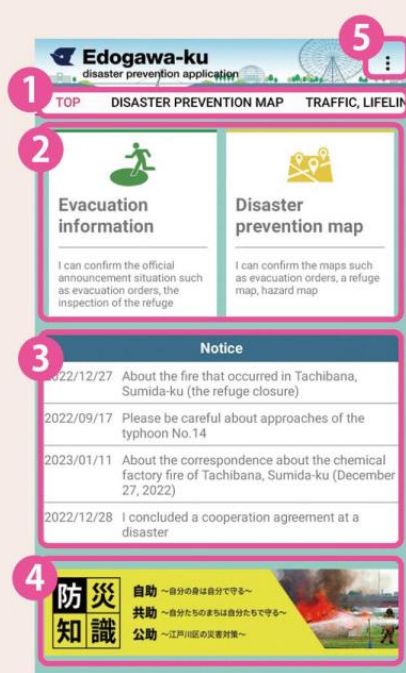 5
Edogawa-ku
disaster prevention application
1
TOP DISASTER PREVENTION MAP TRAFFIC, LIFELIN
2
Evacuation
information
I can confirm the official
announcement situation such
as evacuation orders, the
inspection of the refuge
Disaster
prevention map
I can confirm the maps such
as evacuation orders, a refuge
map, hazard map
3
Notice
2022/12/27 About the fire that occurred in Tachibana,
Sumida-ku (the refuge closure)
2022/09/17 Please be careful about approaches of the
typhoon No.14
2023/01/11 About the correspondence about the chemical
factory fire of Tachibana, Sumida-ku (December
27, 2022)
2022/12/28 I concluded a cooperation agreement at a
disaster
4
防災
知識
自助 ～自分の身は自分で守る～
共助 ～自分たちのまちは自分たちで守る～
公助 ～江戸川区の災害対策～